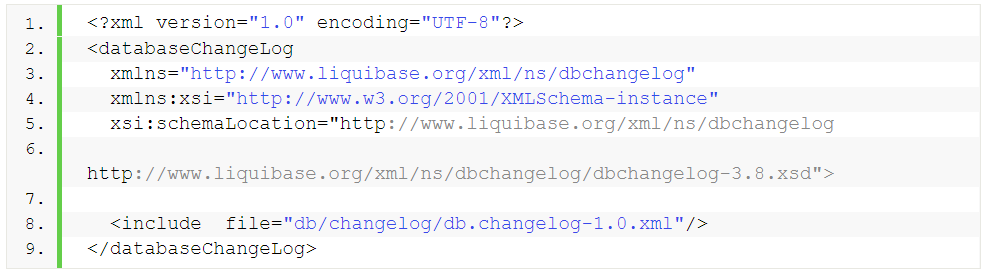 1. <?xml version="1.0" encoding="UTF-8"?>
2. <databaseChangeLog
3.   xmlns="http://www.liquibase.org/xml/ns/dbchangelog"
4.   xmlns:xsi="http://www.w3.org/2001/XMLSchema-instance"
5.   xsi:schemaLocation="http://www.liquibase.org/xml/ns/dbchangelog
6.
http://www.liquibase.org/xml/ns/dbchangelog/dbchangelog-3.8.xsd">
7.
8.   <include  file="db/changelog/db.changelog-1.0.xml"/>
9. </databaseChangeLog>